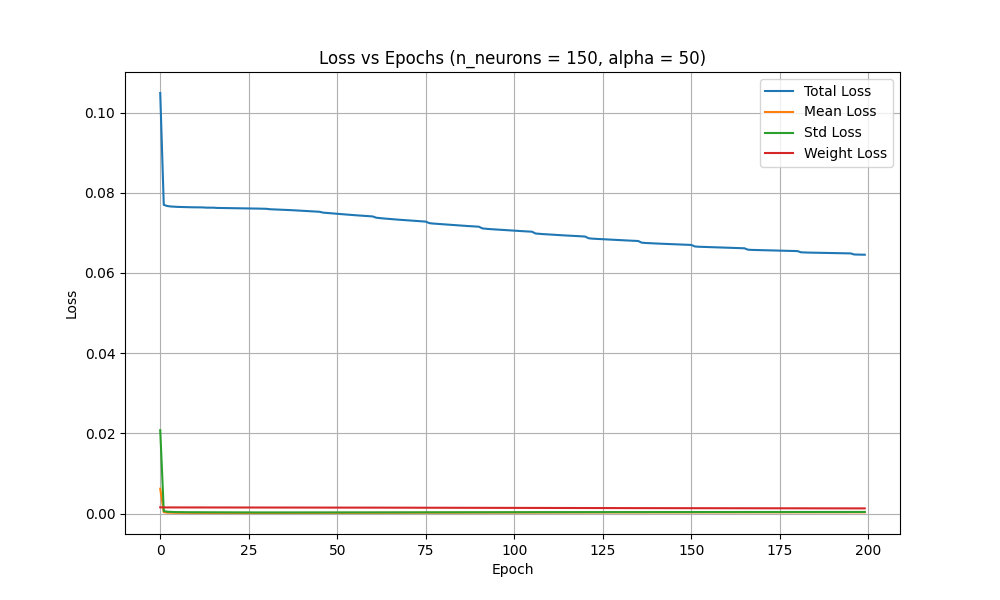 Loss vs Epochs (n_neurons = 150, alpha = 50)
Total Loss
Mean Loss
Std Loss
Weight Loss
Loss
0.10
0.08
0.06
0.04
0.02
0.00
0 25 50 75 100 125 150 175 200
Epoch